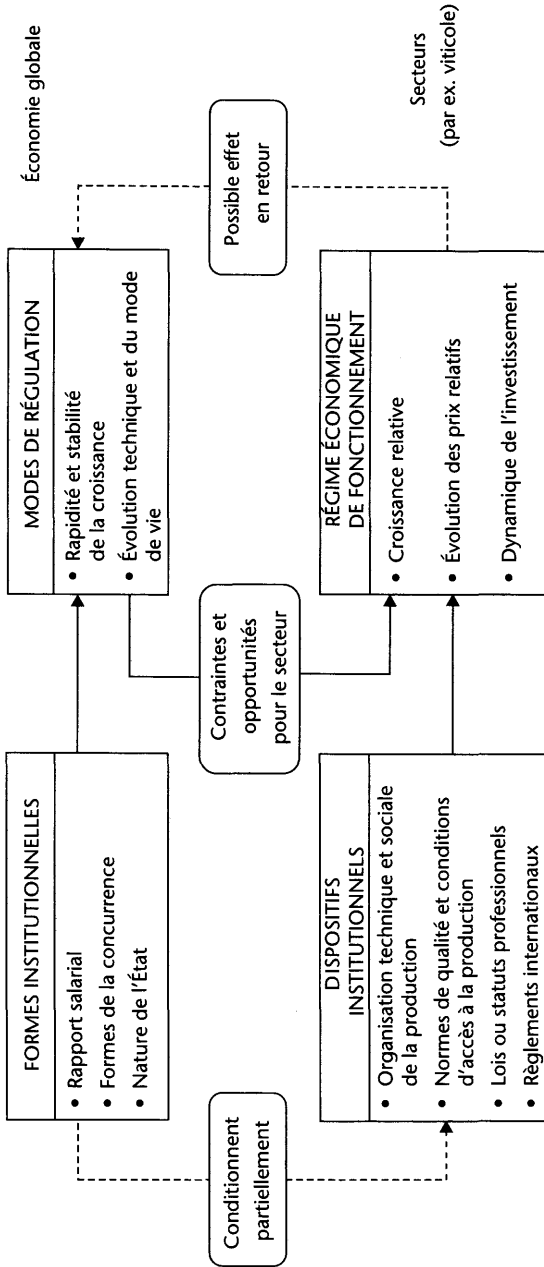 FORMES INSTITUTIONNELLES
• Rapport salarial
• Formes de la concurrence
• Nature de l'État
MODES DE RÉGULATION
• Rapidité et stabilité
de la croissance
• Évolution technique et du mode
de vie
Économie globale
Conditionnent
partiellement
Contraintes et
opportunités
pour le secteur
Possible effet
en retour
DISPOSITIFS
INSTITUTIONNELS
• Organisation technique et sociale
de la production
• Normes de qualité et conditions
d'accès à la production
• Lois ou statuts professionnels
• Règlements internationaux
RÉGIME ÉCONOMIQUE
DE FONCTIONNEMENT
• Croissance relative
• Évolution des prix relatifs
• Dynamique de l'investissement
Secteurs
(par ex. viticole)